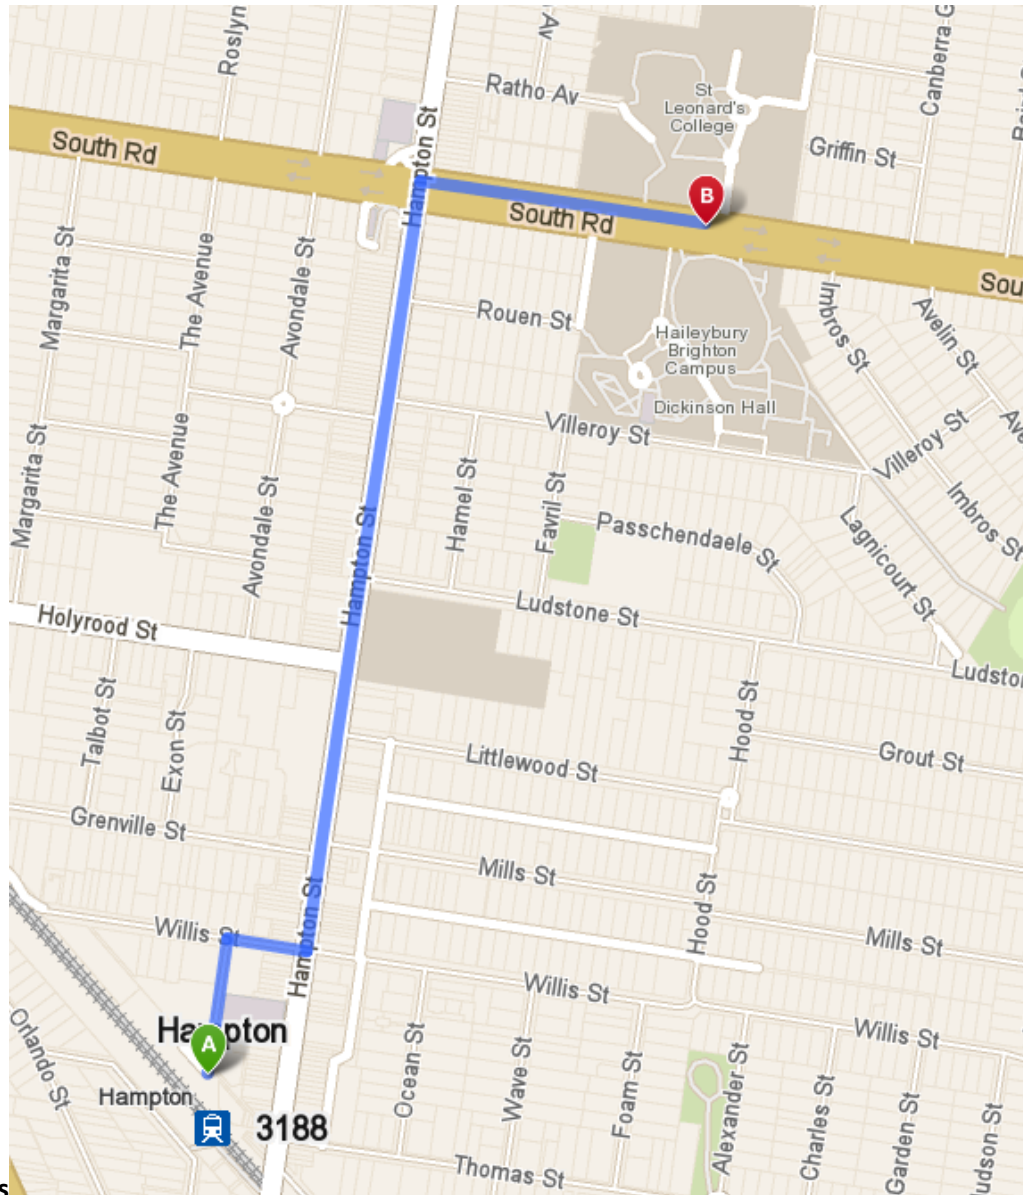 Roslyn
Av
Canberra G
Ratho Av
St
Leonard's
College
Griffin St
South Rd
Hampton St
B
South Rd
Sou
Margarita St
The Avenue
Avondale St
Rouen St
Imbros St
Avelin St
Haileybury
Brighton
Campus
Dickinson Hall
Ave
Villeroy St
Villeroy St
Margarita St
The Avenue
Avondale St
Hampton St
Hamel St
Favril St
Passchendaele St
Lagnicourt St
Imbros St
Ludstone St
Holyrood St
Ludston
Talbot St
Exon St
Hood St
Littlewood St
Grout St
Grenville St
Mills St
Hood St
Mills St
Hampton St
Willis St
Willis St
Willis St
Hampton
A
Orlando St
Hampton
3188
Ocean St
Wave St
Foam St
Alexander St
Charles St
Garden St
udson St
Thomas St
s